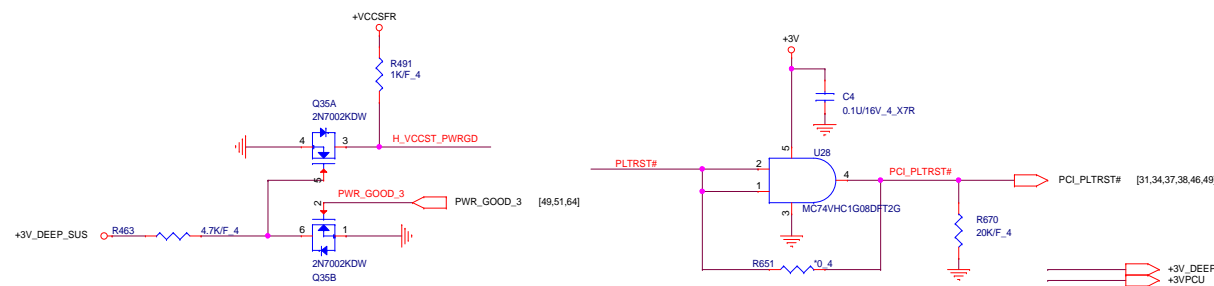 +VCCSFR
R491
1K/F_4
Q35A
2N7002KDW
4
3
H_VCCST_PWRGD
5
2
PWR_GOOD_3
PWR_GOOD_3
[49,51,64]
+3V_DEEP_SUS
R463
4.7K/F_4
6
1
2N7002KDW
Q35B
+3V
C4
0.1U/16V_4_X7R
5
U28
PLTRST#
2
1
4
PCI_PLTRST#
PCI_PLTRST#
[31,34,37,38,46,49
3
MC74VHC1G08DFT2G
R670
20K/F_4
R651
*0_4
+3V_DEEP
+3VPCU